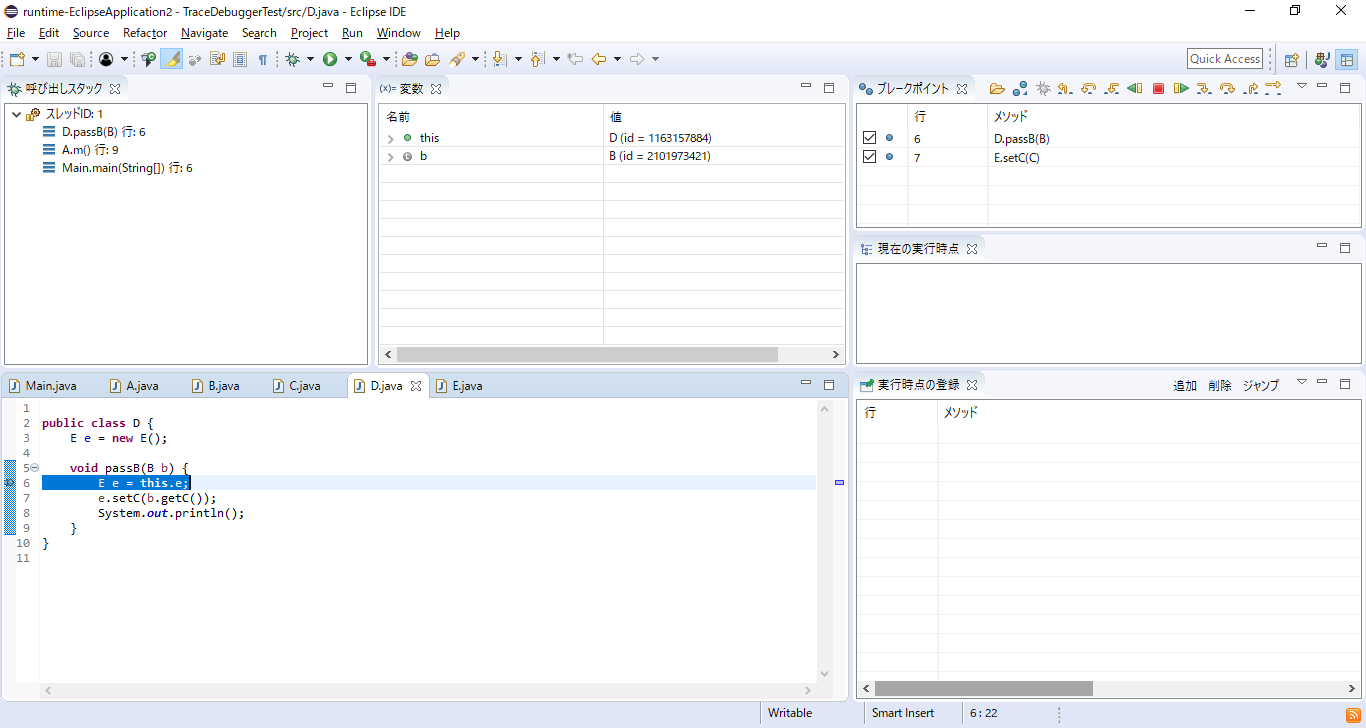 runtime-EclipseApplication2 - TraceDebuggerTest/src/D.java - Eclipse IDE
File Edit Source Refactor Navigate Search Project Run Window Help
Quick Access
呼び出しスタック
スレッドID: 1
D.passB(B) 行: 6
A.m() 行: 9
Main.main(String[]) 行: 6
(x)= 変数
名前 値
this D (id = 1163157884)
b B (id = 2101973421)
ブレークポイント
行 メソッド
6 D.passB(B)
7 E.setC(C)
現在の実行時点
Main.java A.java B.java C.java D.java E.java
1
2 public class D {
3 E e = new E();
4
5 void passB(B b) {
6 E e = this.e;
7 e.setC(b.getC());
8 System.out.println();
9 }
10 }
11
実行時点の登録 追加 削除 ジャンプ
行 メソッド
Writable Smart Insert 6 : 22